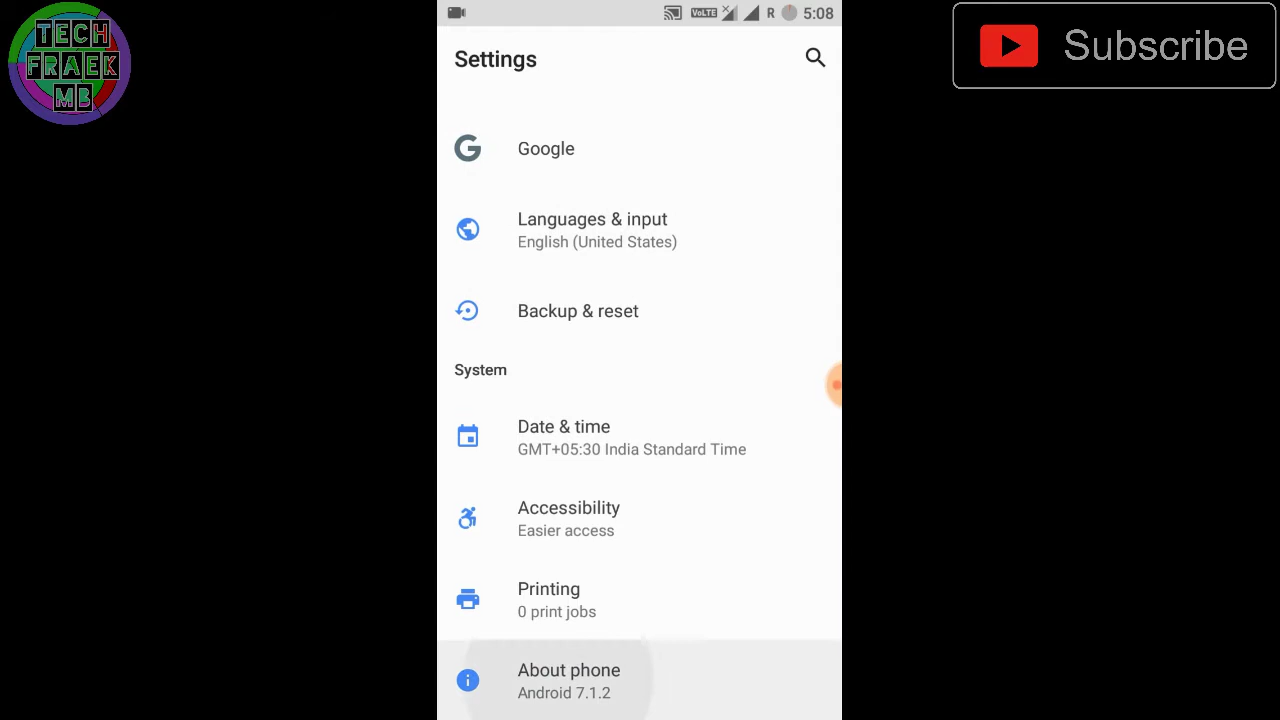 TECH
FRAEK
MB
VoLTE R 5:08
Subscribe
Settings
Google
Languages & input
English (United States)
Backup & reset
System
Date & time
GMT+05:30 India Standard Time
Accessibility
Easier access
Printing
0 print jobs
About phone
Android 7.1.2